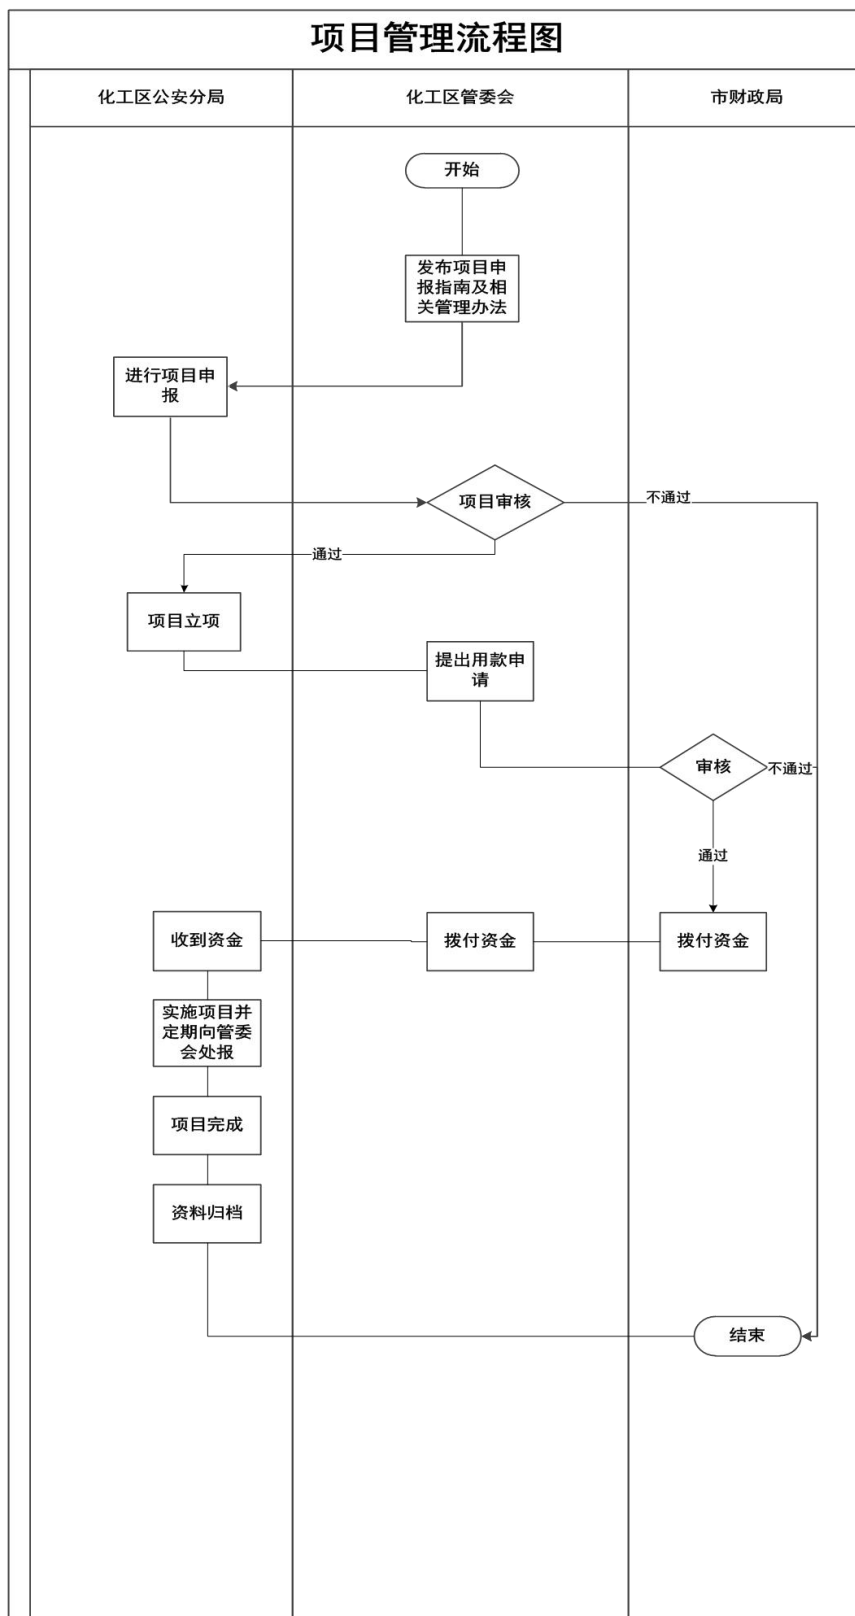 项目管理流程图
化工区公安分局
化工区管委会
市财政局
开始
发布项目申
报指南及相
关管理办法
进行项目申
报
项目审核
不通过
通过
项目立项
提出用款申
请
审核
不通过
通过
收到资金
拨付资金
拨付资金
实施项目并
定期向管委
会处报
项目完成
资料归档
结束